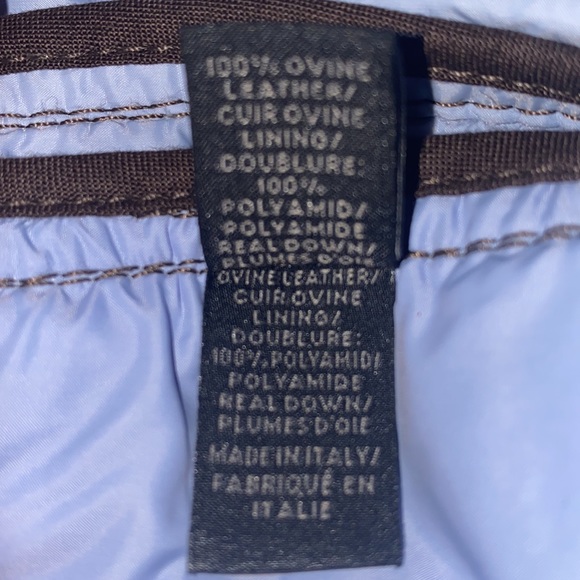 100% OVINE
LEATHER/
CUIR OVINE
LINING/
DOUBLURE:
100%
POLYAMID/
POLYAMIDE
REAL DOWN/
PLUMES D'OIE
OVINE LEATHER/
CUIR OVINE
LINING/
DOUBLURE:
100% POLYAMID/
POLYAMIDE
REAL DOWN/
PLUMES D'OIE
MADE IN ITALY/
FABRIQUÉ EN
ITALIE